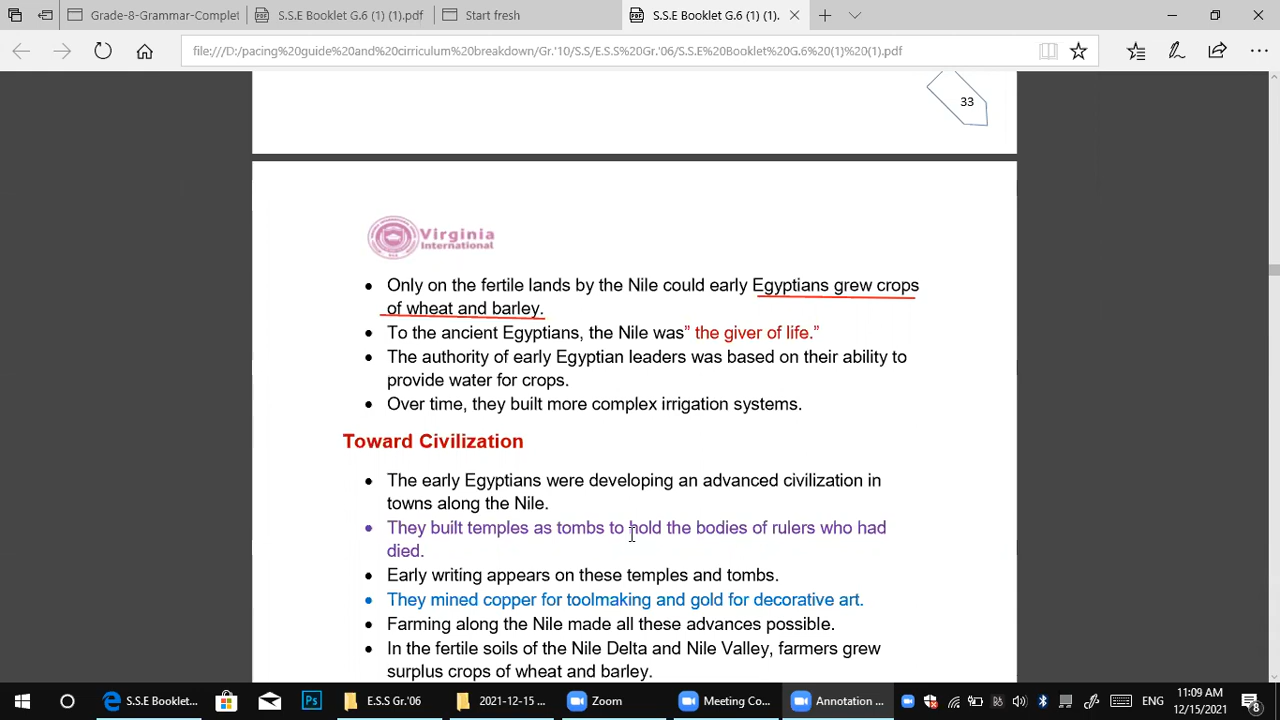 Grade-8-Grammar-Complet
S.S.E Booklet G.6 (1) (1).pdf
Start fresh
S.S.E Booklet G.6 (1) (1).
file:///D:/pacing%20guide%20and%20cirriculum%20breakdown/Gr.'10/S.S/E.S.S%20Gr.'06/S.S.E%20Booklet%20G.6%20(1)%20(1).pdf
33
Virginia
International
• Only on the fertile lands by the Nile could early Egyptians grew crops
of wheat and barley.
• To the ancient Egyptians, the Nile was” the giver of life.”
• The authority of early Egyptian leaders was based on their ability to
provide water for crops.
• Over time, they built more complex irrigation systems.
Toward Civilization
• The early Egyptians were developing an advanced civilization in
towns along the Nile.
• They built temples as tombs to hold the bodies of rulers who had
died.
• Early writing appears on these temples and tombs.
• They mined copper for toolmaking and gold for decorative art.
• Farming along the Nile made all these advances possible.
• In the fertile soils of the Nile Delta and Nile Valley, farmers grew
surplus crops of wheat and barley.
S.S.E Booklet...
Ps
E.S.S Gr.'06
2021-12-15 ...
Zoom
Meeting Co...
Annotation ...
ENG
11:09 AM
12/15/2021
8